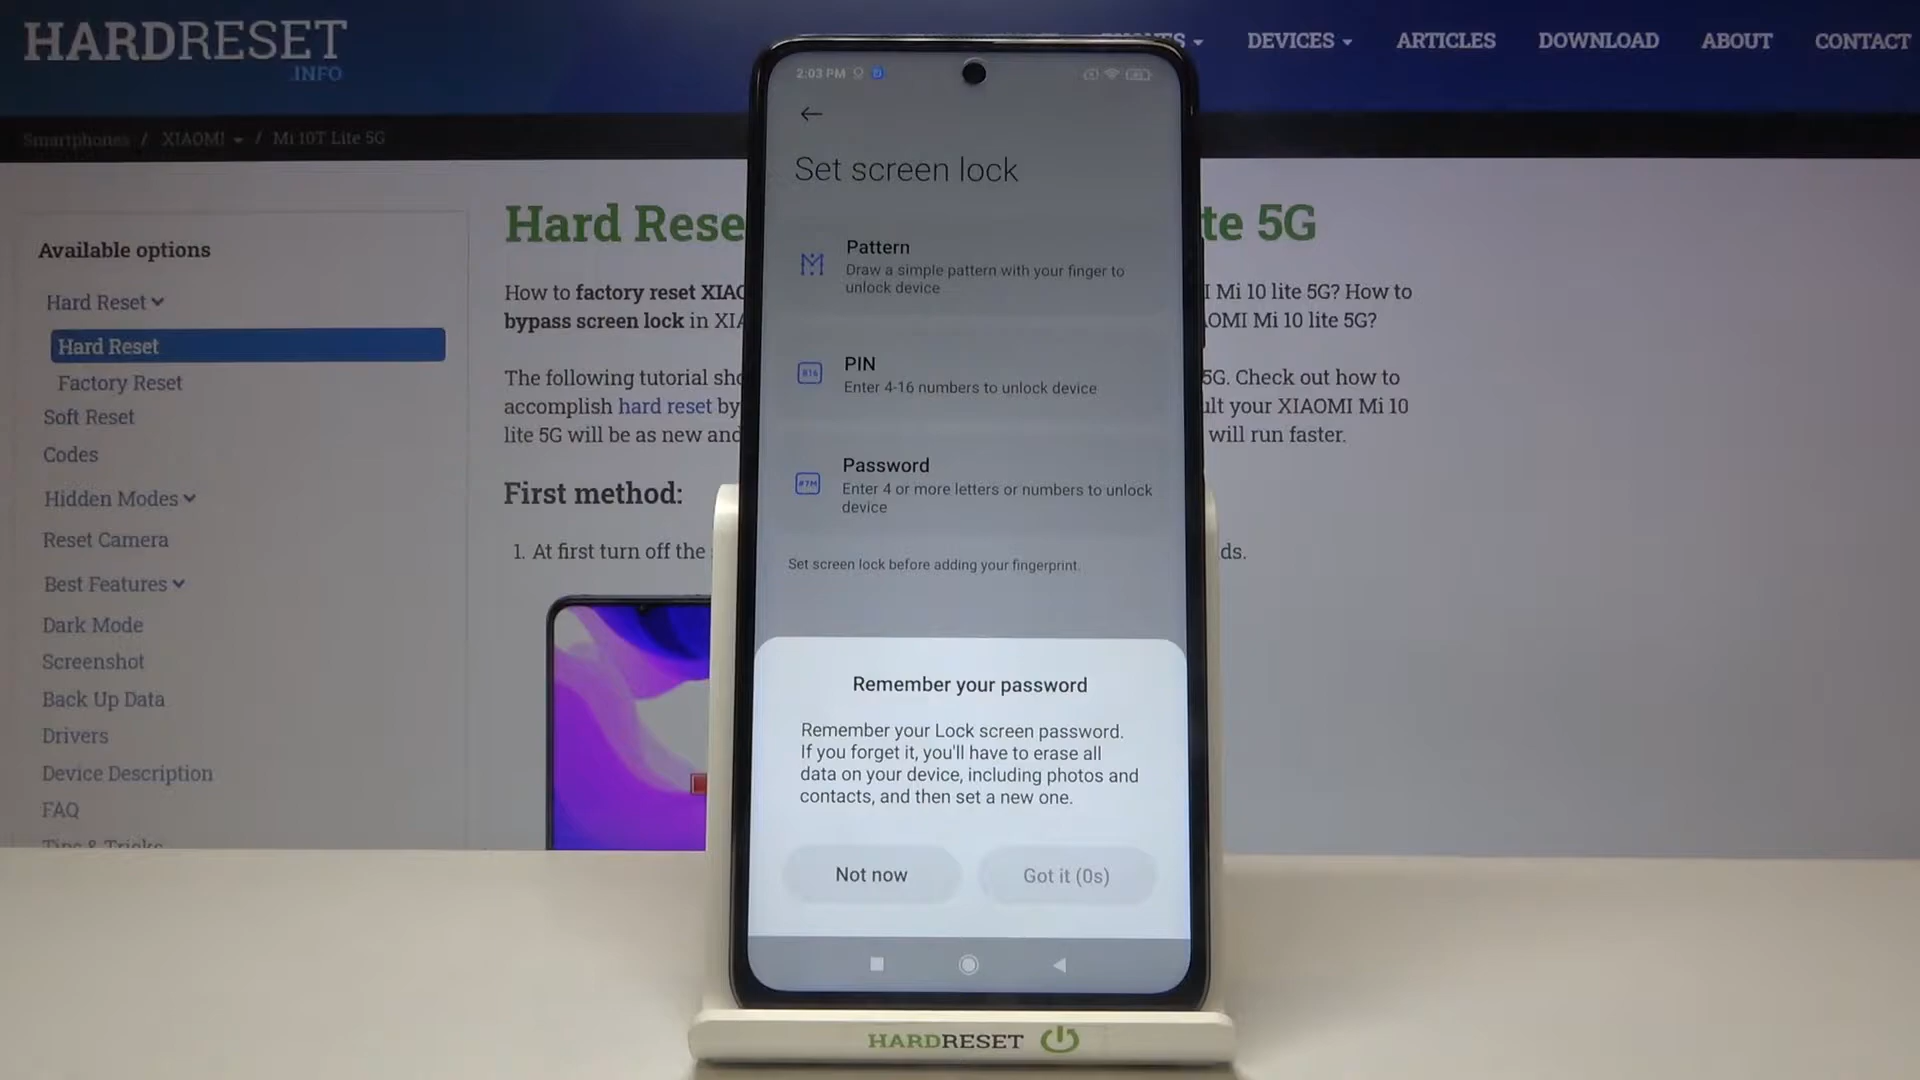 HARDRESET
.INFO
DEVICES
ARTICLES
DOWNLOAD
ABOUT
CONTACT
Smartphones / XIAOMI / Mi 10T Lite 5G
Available options
Hard Reset
Hard Reset
Factory Reset
Soft Reset
Codes
Hidden Modes
Reset Camera
Best Features
Dark Mode
Screenshot
Back Up Data
Drivers
Device Description
FAQ
Tips & Tricks
Hard Rese
te 5G
How to factory reset XIAO
I Mi 10 lite 5G? How to
bypass screen lock in XIA
OMI Mi 10 lite 5G?
The following tutorial sho
5G. Check out how to
accomplish hard reset by
ult your XIAOMI Mi 10
lite 5G will be as new and
will run faster.
First method:
1. At first turn off the
ds.
2:03 PM
Set screen lock
Pattern
Draw a simple pattern with your finger to
unlock device
PIN
Enter 4-16 numbers to unlock device
Password
Enter 4 or more letters or numbers to unlock
device
Set screen lock before adding your fingerprint.
Remember your password
Remember your Lock screen password.
If you forget it, you'll have to erase all
data on your device, including photos and
contacts, and then set a new one.
Not now
Got it (0s)
HARDRESET